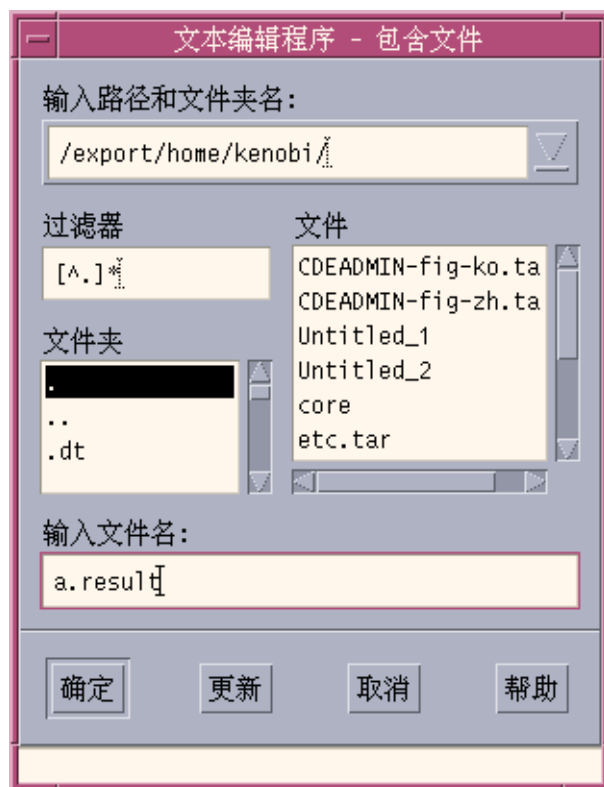 文本编辑程序 - 包含文件
输入路径和文件夹名:
/export/home/kenobi/
过滤器
[^.]*
文件夹
.
..
.dt
文件
CDEADMIN-fig-ko.ta
CDEADMIN-fig-zh.ta
Untitled_1
Untitled_2
core
etc.tar
输入文件名:
a.result
确定
更新
取消
帮助